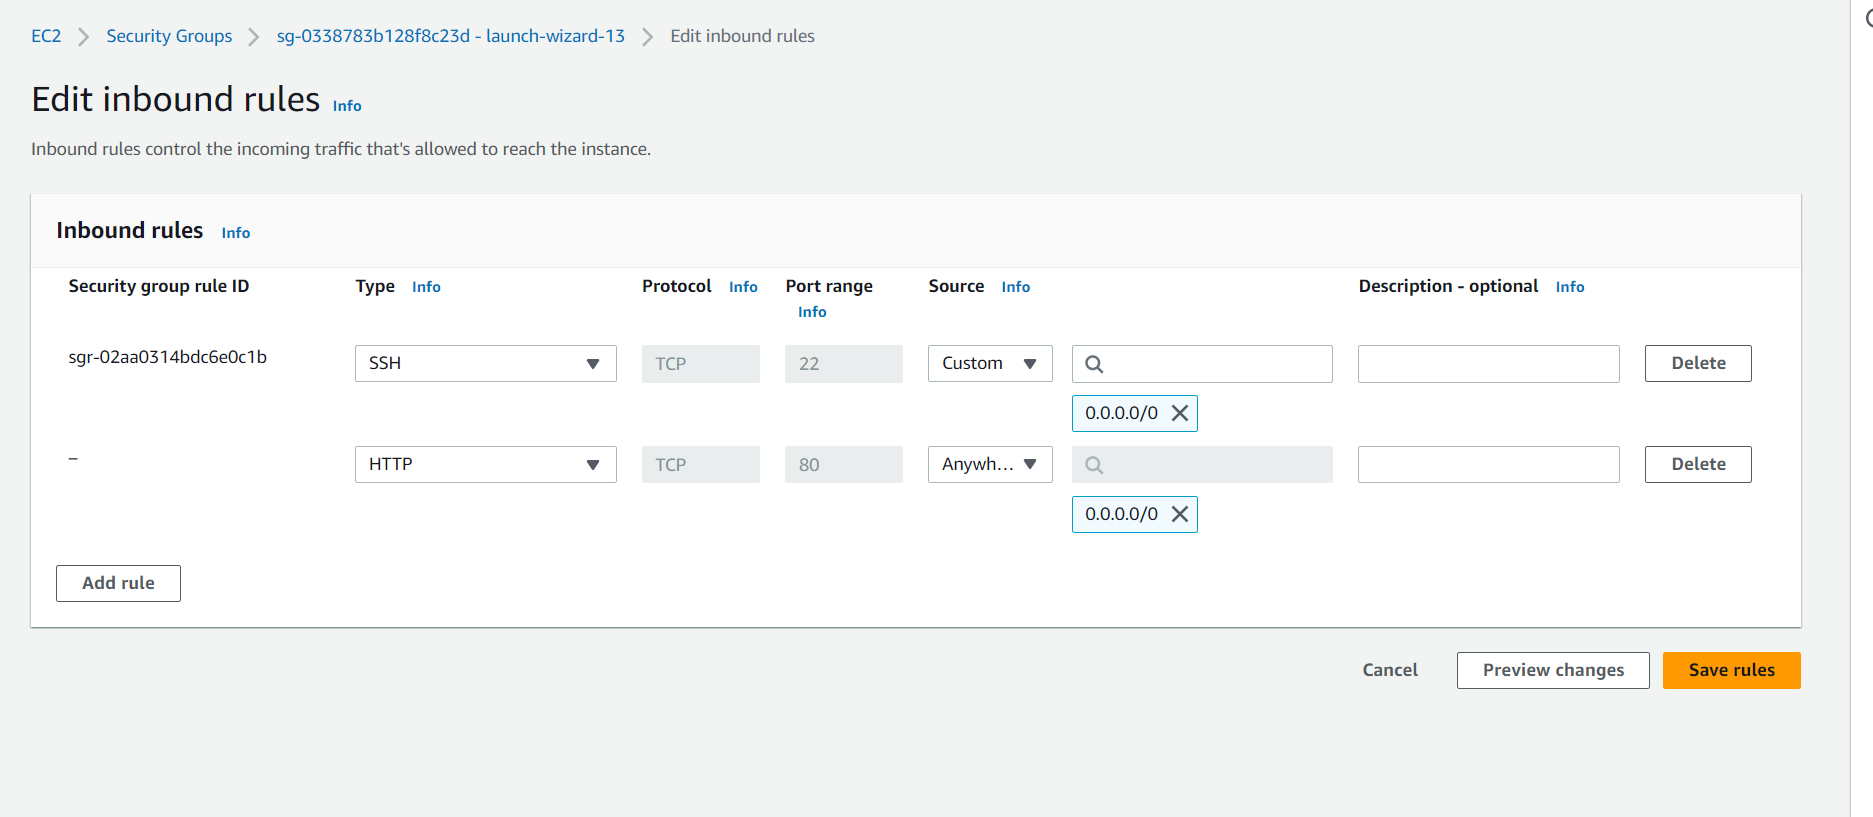 EC2 Security Groups sg-0338783b128f8c23d - launch-wizard-13 Edit inbound rules
Edit inbound rules Info
Inbound rules control the incoming traffic that's allowed to reach the instance.
Inbound rules Info
Security group rule ID Type Info Protocol Info Port range Source Info Description - optional Info
Info
sgr-02aa0314bdc6e0c1b SSH TCP 22 Custom Delete
0.0.0.0/0
– HTTP TCP 80 Anywh... Delete
0.0.0.0/0
Add rule
Cancel Preview changes Save rules